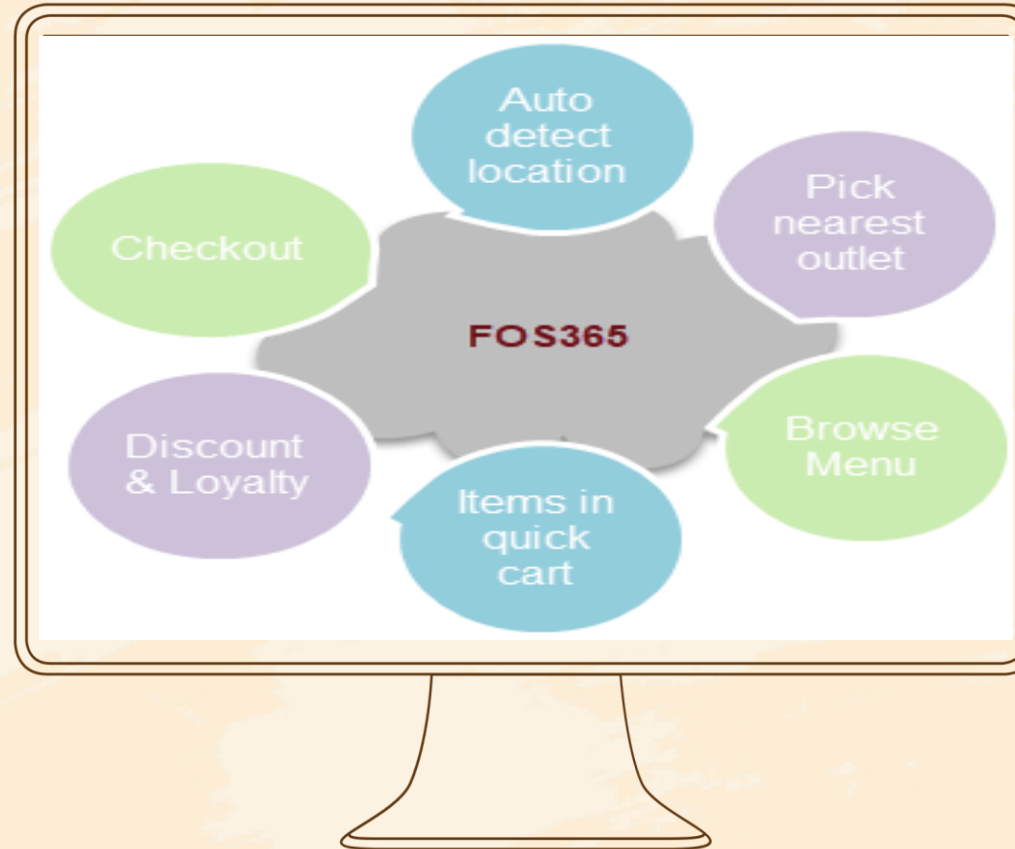 Auto
detect
location
Pick
nearest
outlet
Checkout
FOS365
Browse
Menu
Discount
& Loyalty
Items in
quick
cart